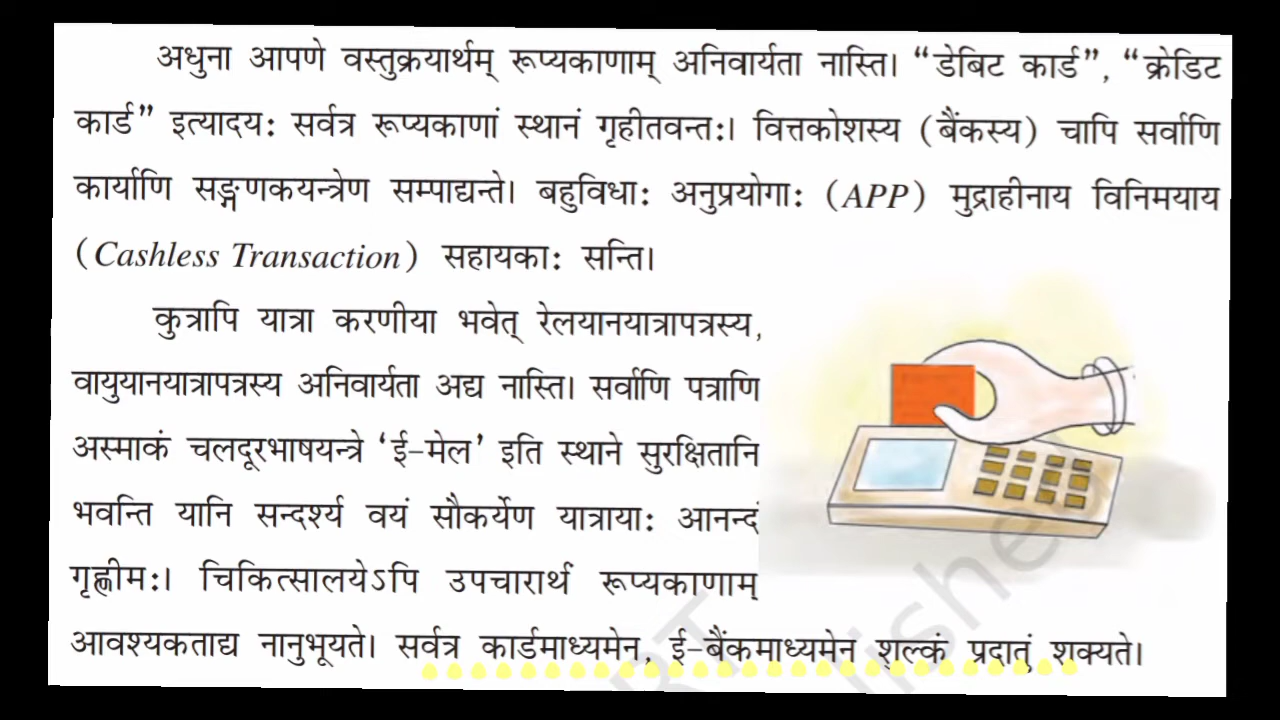 अधुना आपणे वस्तुक्रयार्थम् रूप्यकाणाम् अनिवार्यता नास्ति। “डेबिट कार्ड”, “क्रेडिट
कार्ड” इत्यादयः सर्वत्र रूप्यकाणां स्थानं गृहीतवन्तः। वित्तकोशस्य (बैंकस्य) चापि सर्वाणि
कार्याणि सङ्गणकयन्त्रेण सम्पाद्यन्ते। बहुविधाः अनुप्रयोगाः (APP) मुद्राहीनाय विनिमयाय
(Cashless Transaction) सहायकाः सन्ति।
कुत्रापि यात्रा करणीया भवेत् रेलयानयात्रापत्रस्य,
वायुयानयात्रापत्रस्य अनिवार्यता अद्य नास्ति। सर्वाणि पत्राणि
अस्माकं चलदूरभाषयन्त्रे ‘ई-मेल’ इति स्थाने सुरक्षितानि
भवन्ति यानि सन्दर्श्य वयं सौकर्येण यात्रायाः आनन्दं
गृह्णीमः। चिकित्सालयेऽपि उपचारार्थं रूप्यकाणाम्
आवश्यकताद्य नानुभूयते। सर्वत्र कार्डमाध्यमेन, ई-बैंकमाध्यमेन शुल्कं प्रदातुं शक्यते।